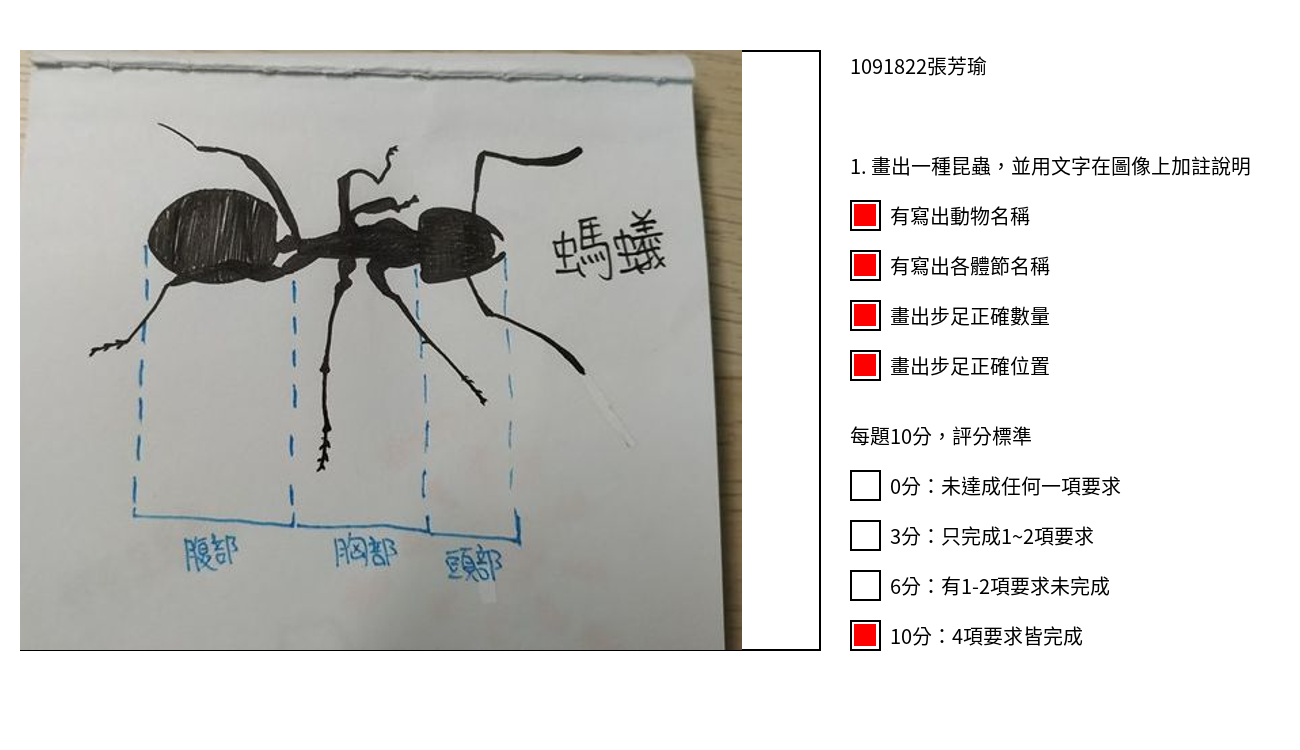 螞蟻
腹部
胸部
頭部
1091822張芳瑜
1. 畫出一種昆蟲，並用文字在圖像上加註說明
有寫出動物名稱
有寫出各體節名稱
畫出步足正確數量
畫出步足正確位置
每題10分，評分標準
0分：未達成任何一項要求
3分：只完成1~2項要求
6分：有1-2項要求未完成
10分：4項要求皆完成